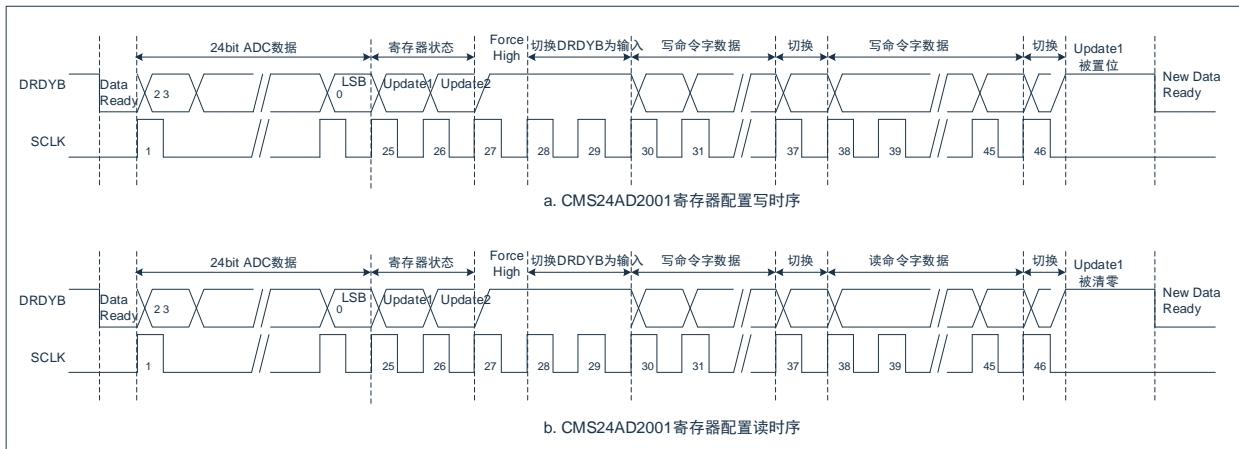 24bit ADC数据 寄存器状态 Force High 切换DRDYB为输入 写命令字数据 切换 写命令字数据 切换 Update1 被置位
DRDYB Data Ready 2 3 LSB 0 Update1 Update2 New Data Ready
SCLK 1 25 26 27 28 29 30 31 37 38 39 45 46
a. CMS24AD2001寄存器配置写时序
24bit ADC数据 寄存器状态 Force High 切换DRDYB为输入 写命令字数据 切换 读命令字数据 切换 Update1 被清零
DRDYB Data Ready 2 3 LSB 0 Update1 Update2 New Data Ready
SCLK 1 25 26 27 28 29 30 31 37 38 39 45 46
b. CMS24AD2001寄存器配置读时序